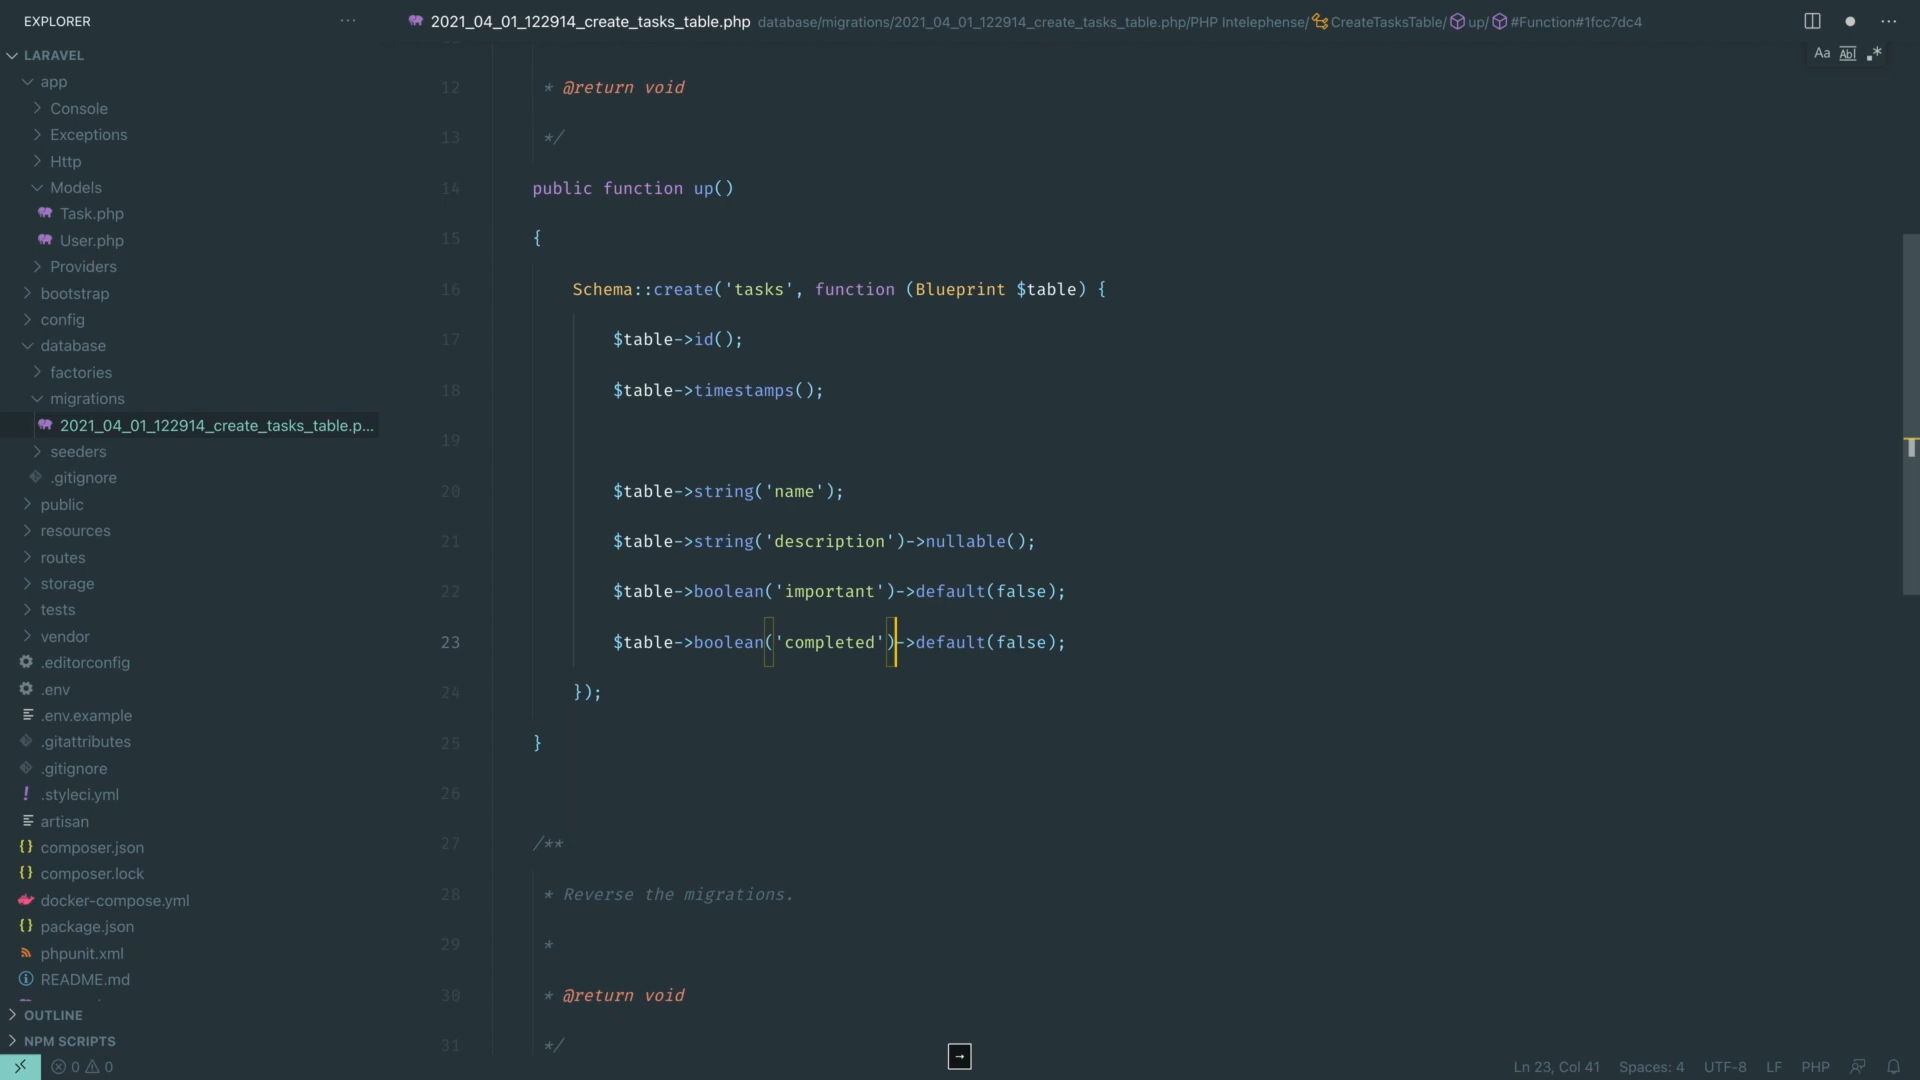 EXPLORER
···
2021_04_01_122914_create_tasks_table.php database/migrations/2021_04_01_122914_create_tasks_table.php/PHP Intelephense/ CreateTasksTable/ up/ #Function#1fcc7dc4
···
Aa Abl .*
LARAVEL
app
Console
Exceptions
Http
Models
Task.php
User.php
Providers
bootstrap
config
database
factories
migrations
2021_04_01_122914_create_tasks_table.p...
seeders
.gitignore
public
resources
routes
storage
tests
vendor
.editorconfig
.env
.env.example
.gitattributes
.gitignore
! .styleci.yml
artisan
{} composer.json
{} composer.lock
docker-compose.yml
{} package.json
phpunit.xml
README.md
OUTLINE
NPM SCRIPTS
12 * @return void
13 */
14 public function up()
15 {
16 Schema::create('tasks', function (Blueprint $table) {
17 $table->id();
18 $table->timestamps();
19
20 $table->string('name');
21 $table->string('description')->nullable();
22 $table->boolean('important')->default(false);
23 $table->boolean('completed')->default(false);
24 });
25 }
26
27 /**
28 * Reverse the migrations.
29 *
30 * @return void
31 */
→
0 0
Ln 23, Col 41 Spaces: 4 UTF-8 LF PHP